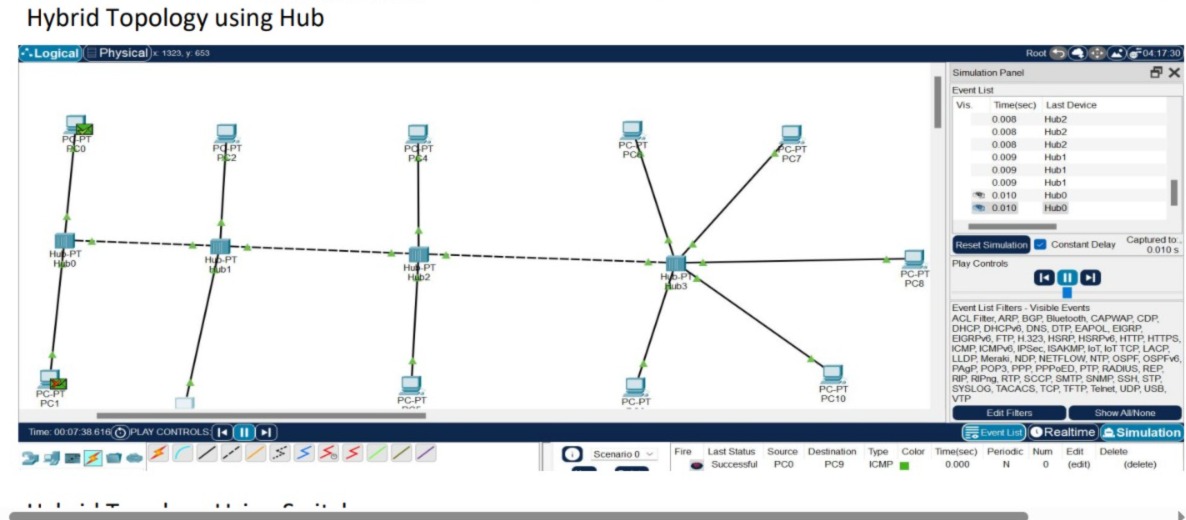 Hybrid Topology using Hub
Logical Physical x: 1323, y: 653 Root 04:17:30
Simulation Panel
Event List
Vis. Time(sec) Last Device
0.008 Hub2
0.008 Hub2
0.008 Hub2
0.009 Hub1
0.009 Hub1
0.009 Hub1
0.010 Hub0
0.010 Hub0
Reset Simulation Constant Delay Captured to:..
0.010 s
Play Controls
Event List Filters - Visible Events
ACL Filter, ARP, BGP, Bluetooth, CAPWAP, CDP,
DHCP, DHCPv6, DNS, DTP, EAPOL, EIGRP,
EIGRPv6, FTP, H.323, HSRP, HSRPv6, HTTP, HTTPS,
ICMP, ICMPv6, IPSec, ISAKMP, IoT, IoT TCP, LACP,
LLDP, Meraki, NDP, NETFLOW, NTP, OSPF, OSPFv6,
PAgP, POP3, PPP, PPPoED, PTP, RADIUS, REP,
RIP, RIPng, RTP, SCCP, SMTP, SNMP, SSH, STP,
SYSLOG, TACACS, TCP, TFTP, Telnet, UDP, USB,
VTP
Edit Filters Show All/None
PC-PT
PC0
PC-PT
PC2
PC-PT
PC4
PC-PT
PC6
PC-PT
PC7
Hub-PT
Hub0
Hub-PT
Hub1
Hub-PT
Hub2
Hub-PT
Hub3
PC-PT
PC8
PC-PT
PC1
PC-PT
PC-PT
PC-PT
PC10
Time: 00:07:38.616 PLAY CONTROLS: Event List Realtime Simulation
Scenario 0
Fire Last Status Source Destination Type Color Time(sec) Periodic Num Edit Delete
Successful PC0 PC9 ICMP 0.000 N 0 (edit) (delete)